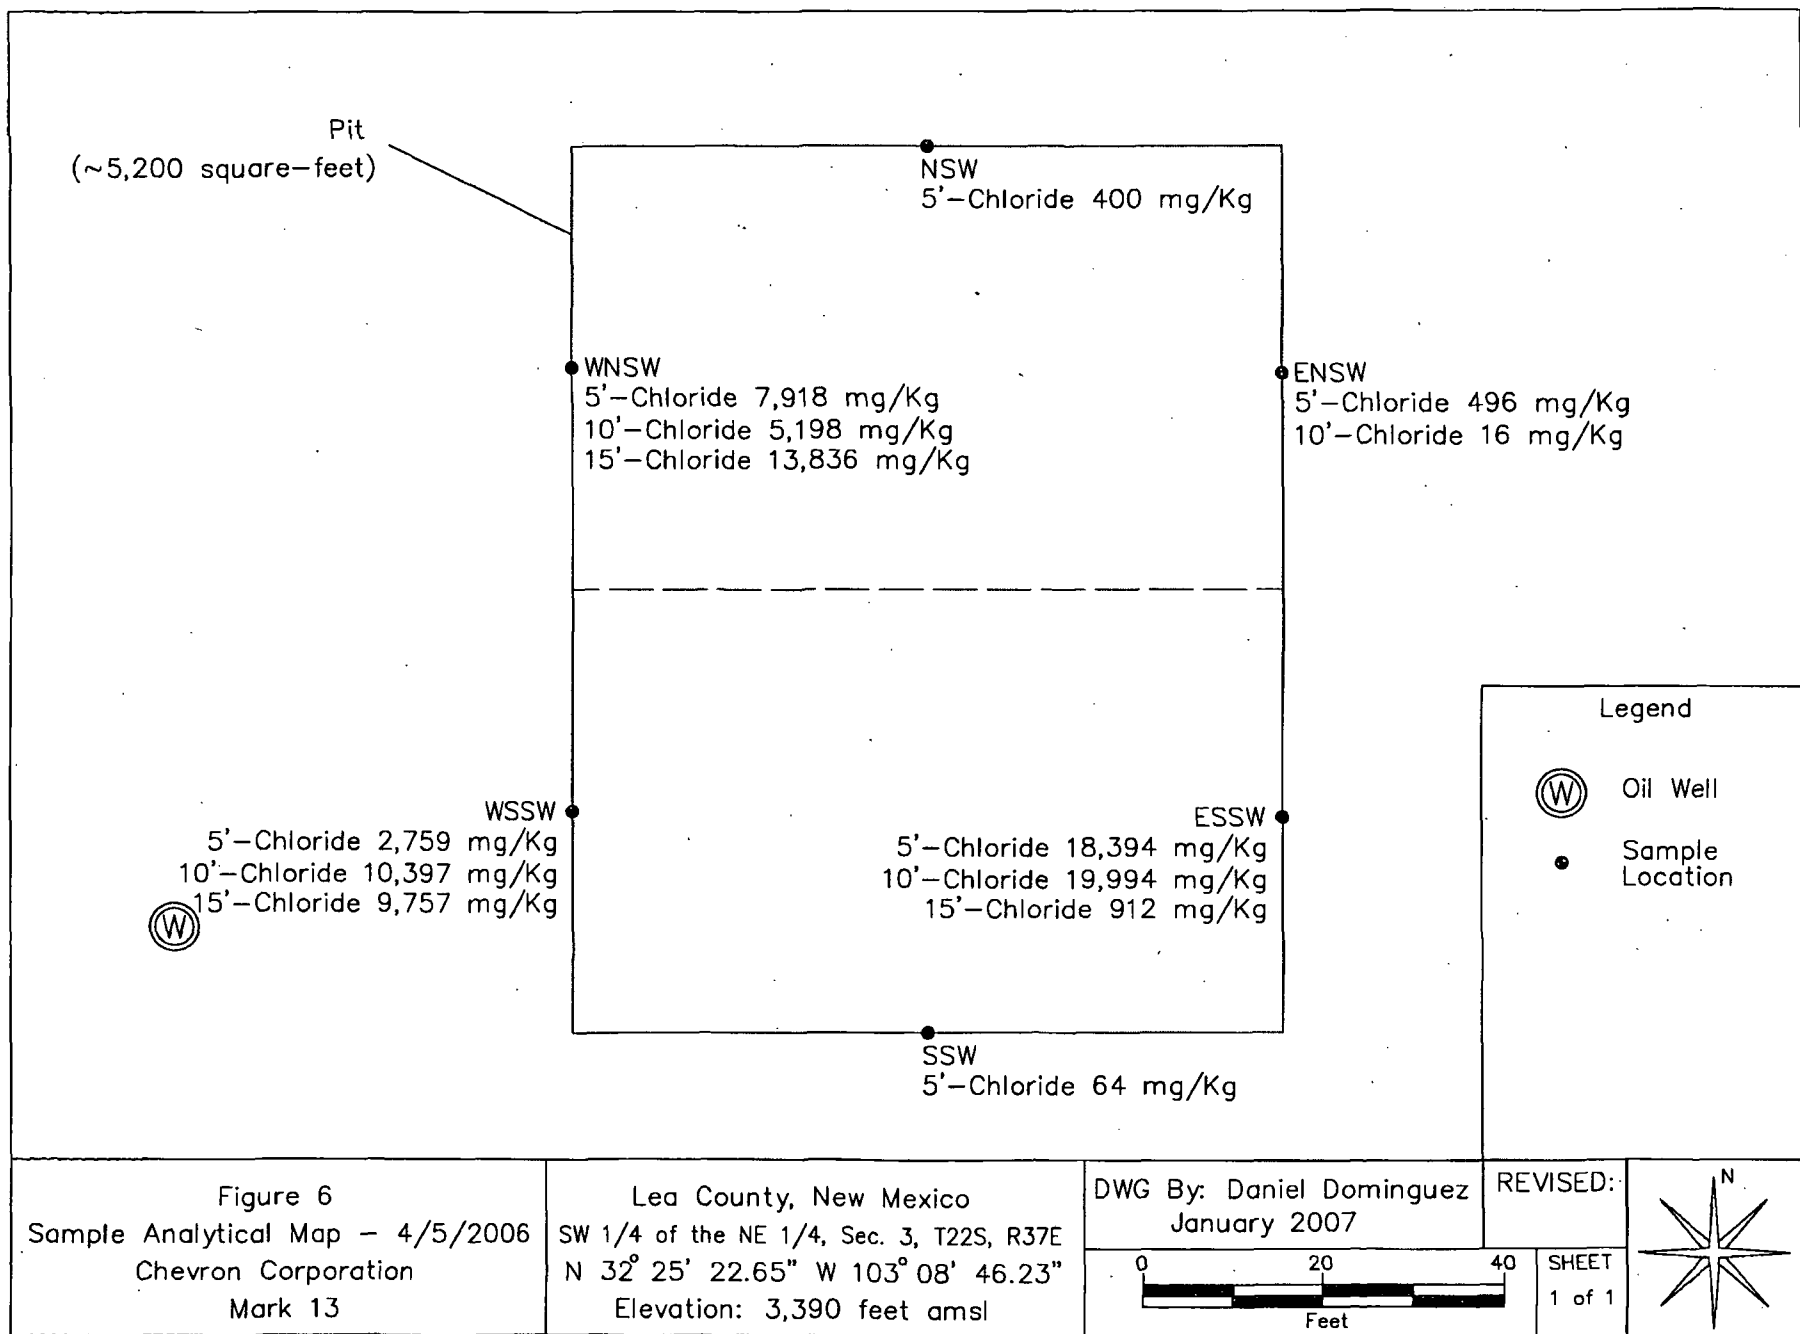 Pit
(~5,200 square-feet)
NSW
5'-Chloride 400 mg/Kg
WNSW
5'-Chloride 7,918 mg/Kg
10'-Chloride 5,198 mg/Kg
15'-Chloride 13,836 mg/Kg
ENSW
5'-Chloride 496 mg/Kg
10'-Chloride 16 mg/Kg
WSSW
5'-Chloride 2,759 mg/Kg
10'-Chloride 10,397 mg/Kg
15'-Chloride 9,757 mg/Kg
W
ESSW
5'-Chloride 18,394 mg/Kg
10'-Chloride 19,994 mg/Kg
15'-Chloride 912 mg/Kg
SSW
5'-Chloride 64 mg/Kg
Legend
W Oil Well
Sample
Location
Figure 6
Sample Analytical Map - 4/5/2006
Chevron Corporation
Mark 13
Lea County, New Mexico
SW 1/4 of the NE 1/4, Sec. 3, T22S, R37E
N 32° 25' 22.65" W 103° 08' 46.23"
Elevation: 3,390 feet amsl
DWG By: Daniel Dominguez
January 2007
REVISED:
0 20 40
Feet
SHEET
1 of 1
N